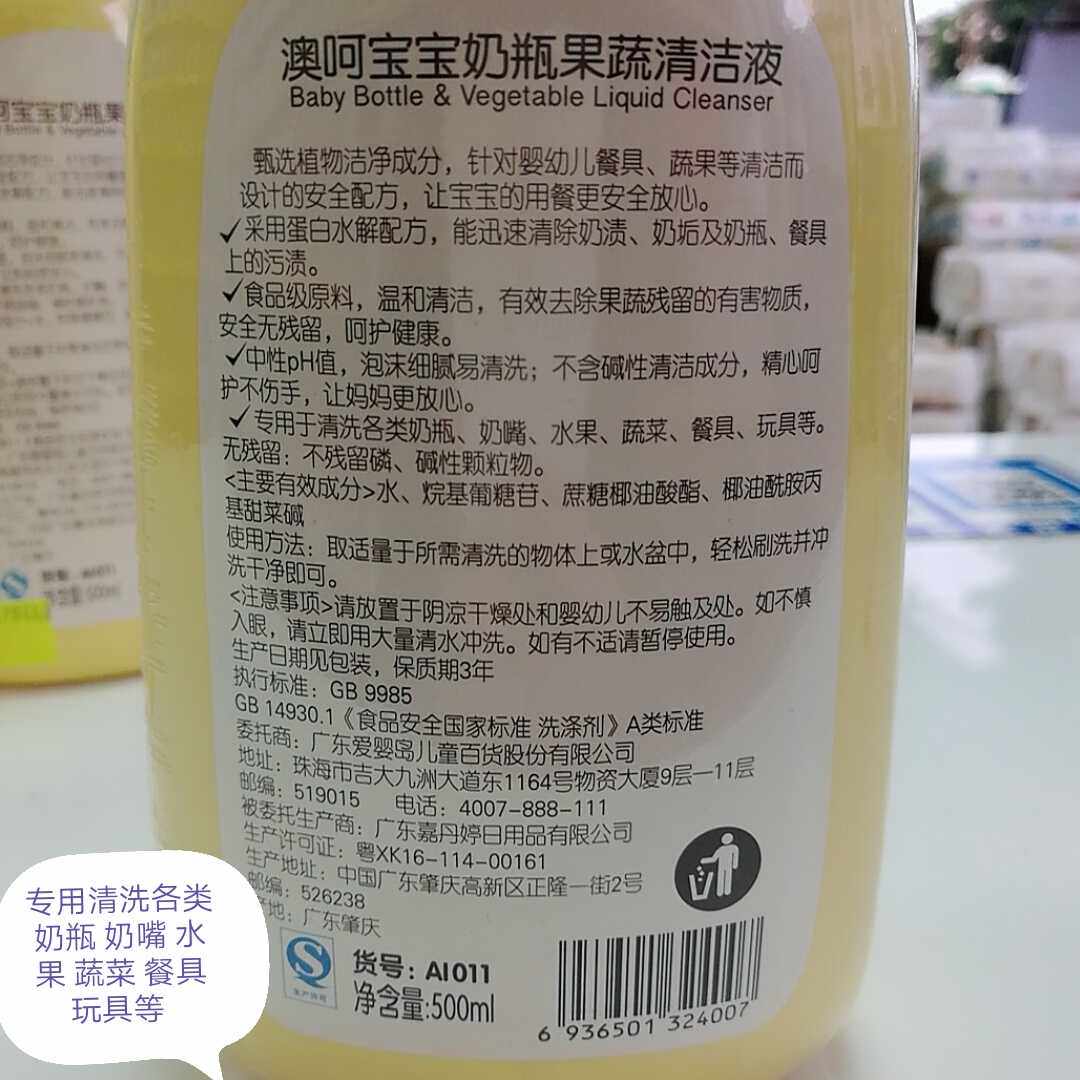 澳呵宝宝奶瓶果蔬清洁液
Baby Bottle & Vegetable Liquid Cleanser
甄选植物洁净成分，针对婴幼儿餐具、蔬果等清洁而
设计的安全配方，让宝宝的用餐更安全放心。
✓采用蛋白水解配方，能迅速清除奶渍、奶垢及奶瓶、餐具
上的污渍。
✓食品级原料，温和清洁，有效去除果蔬残留的有害物质，
安全无残留，呵护健康。
✓中性pH值，泡沫细腻易清洗；不含碱性清洁成分，精心呵
护不伤手，让妈妈更放心。
✓专用于清洗各类奶瓶、奶嘴、水果、蔬菜、餐具、玩具等。
无残留：不残留磷、碱性颗粒物。
<主要有效成分>水、烷基葡糖苷、蔗糖椰油酸酯、椰油酰胺丙
基甜菜碱
使用方法：取适量于所需清洗的物体上或水盆中，轻松刷洗并冲
洗干净即可。
<注意事项>请放置于阴凉干燥处和婴幼儿不易触及处。如不慎
入眼，请立即用大量清水冲洗。如有不适请暂停使用。
生产日期见包装，保质期3年
执行标准：GB 9985
GB 14930.1《食品安全国家标准 洗涤剂》A类标准
委托商：广东爱婴岛儿童百货股份有限公司
地址：珠海市吉大九洲大道东1164号物资大厦9层—11层
邮编：519015 电话：4007-888-111
被委托生产商：广东嘉丹婷日用品有限公司
生产许可证：粤XK16-114-00161
生产地址：中国广东肇庆高新区正隆一街2号
邮编：526238
产地：广东肇庆
生产许可
货号：AI011
净含量:500ml
6 936501 324007
专用清洗各类
奶瓶 奶嘴 水
果 蔬菜 餐具
玩具等
呵宝宝奶瓶果
Bottle & Vegetable
货号：AI011
净含量:500ml